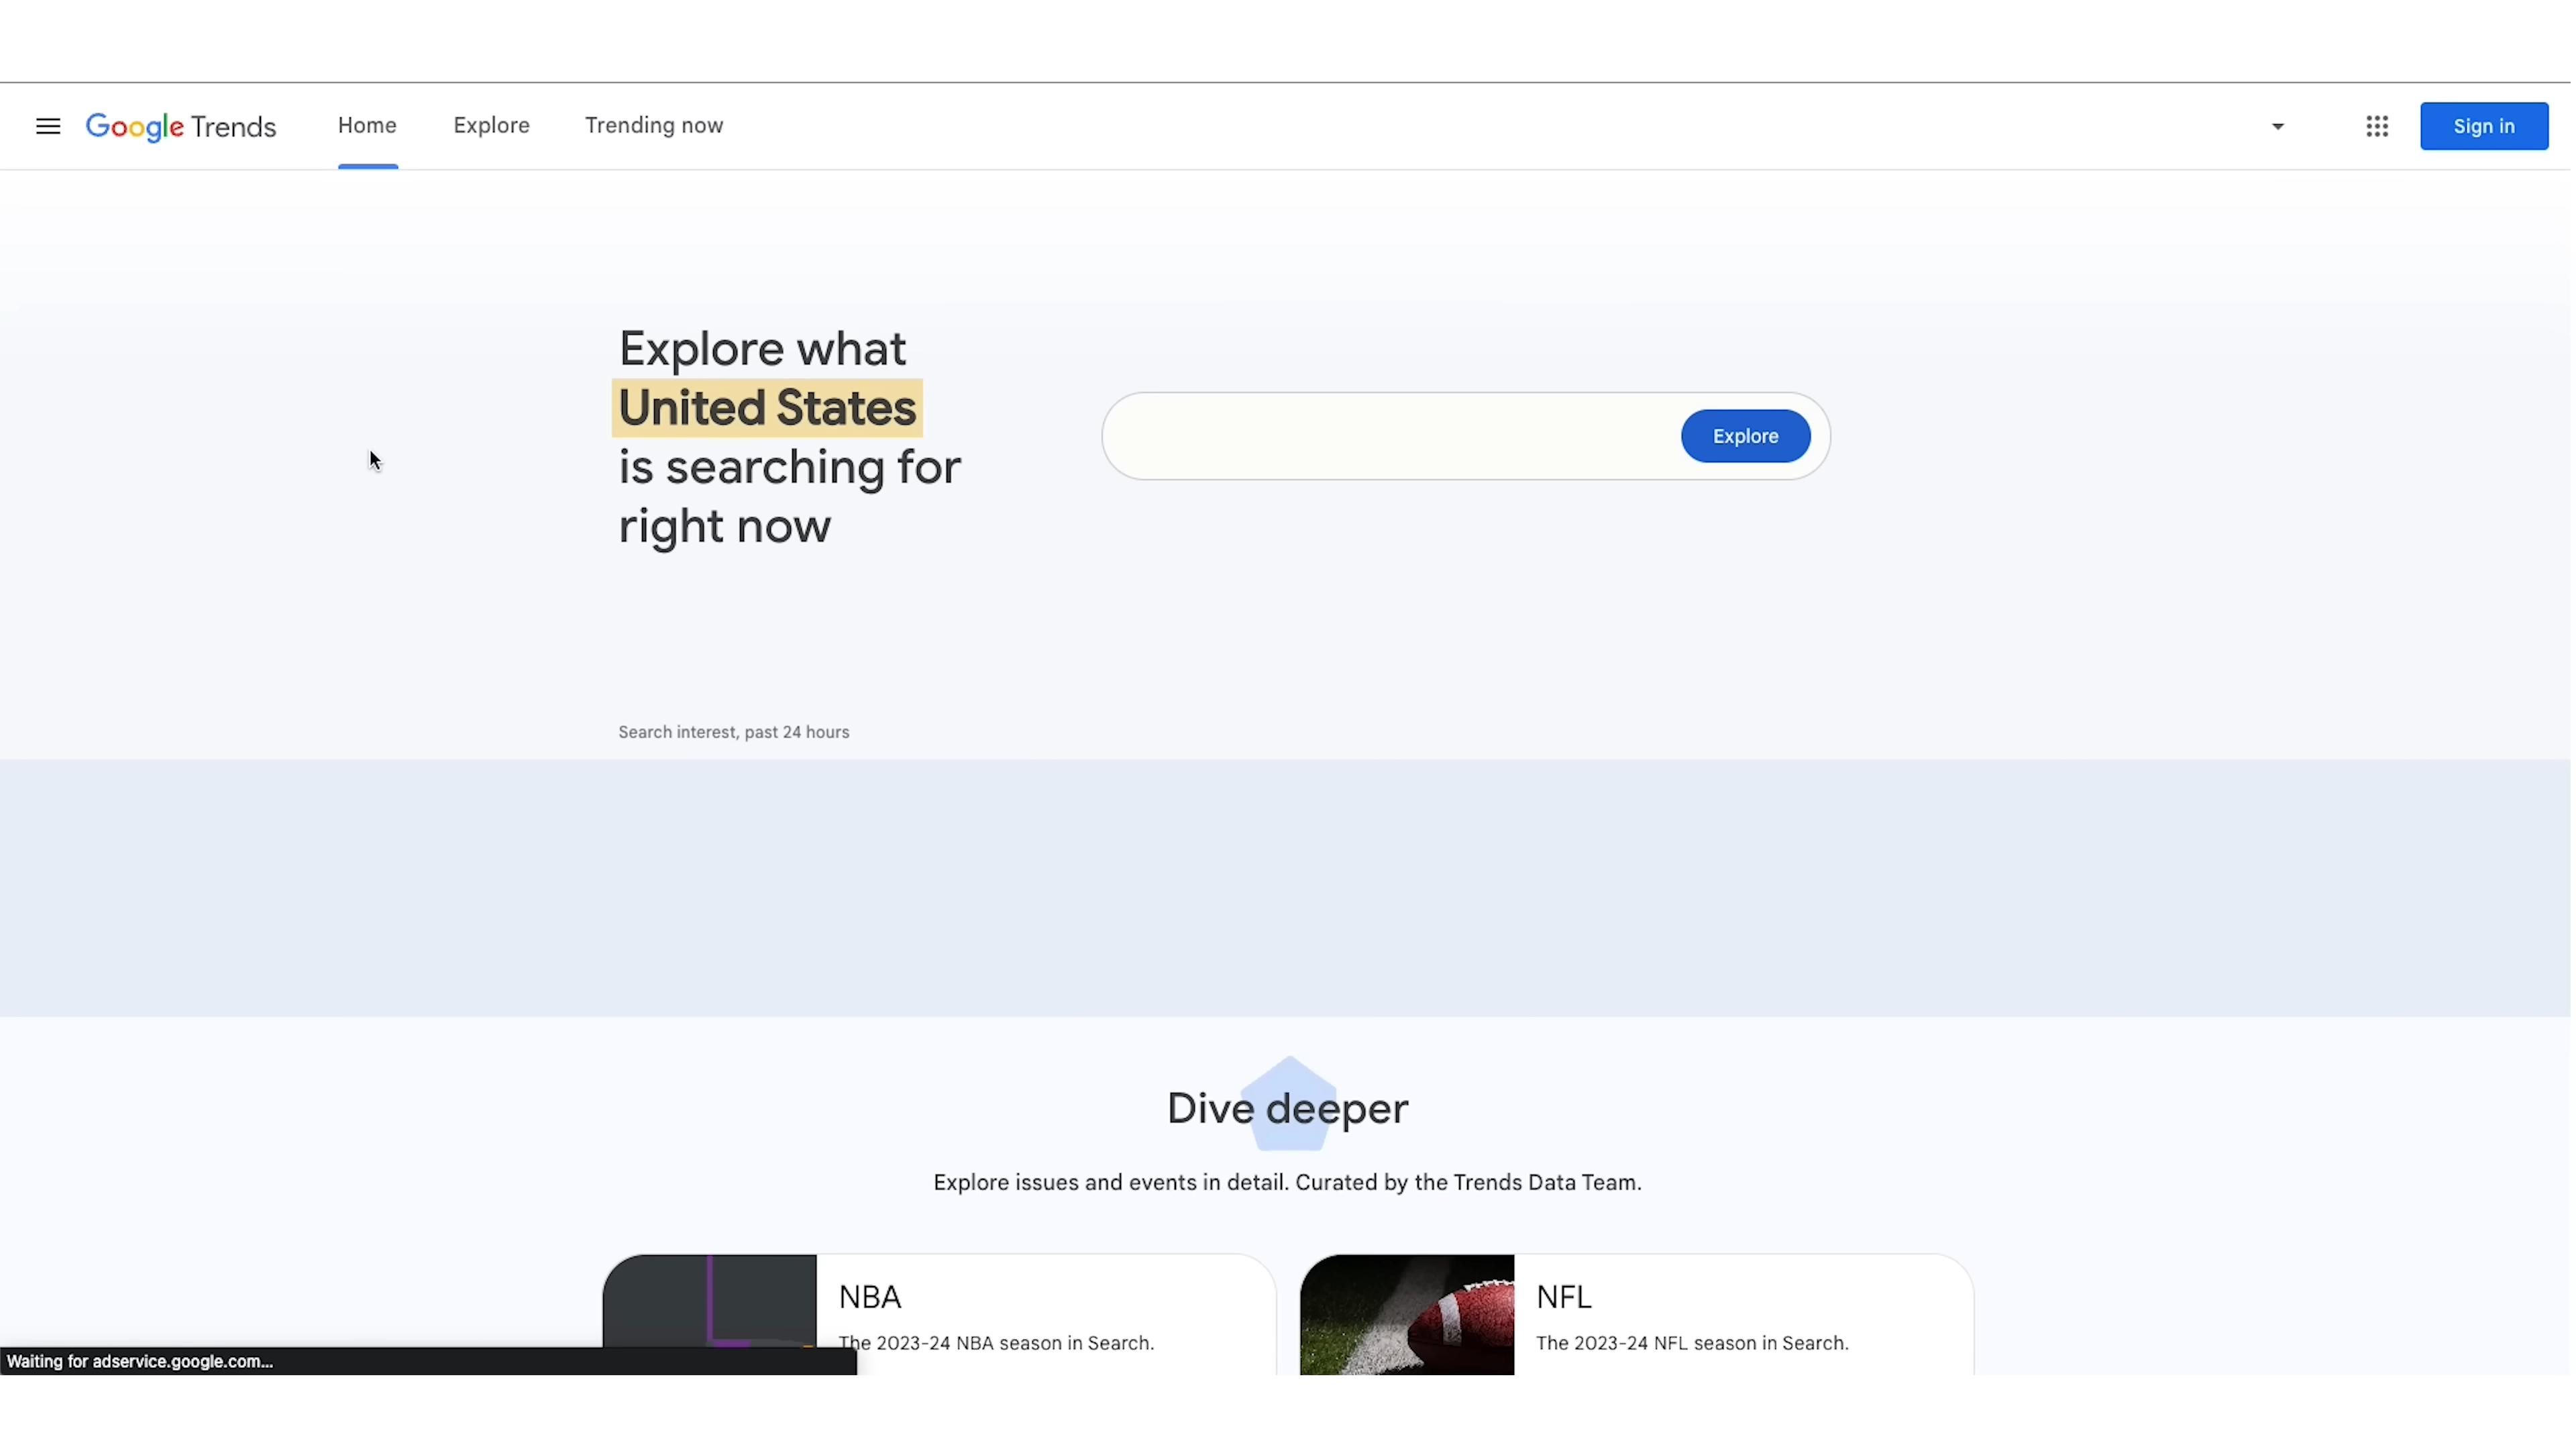 Google Trends
Home
Explore
Trending now
Sign in
Explore what
United States
is searching for
right now
Explore
Search interest, past 24 hours
Dive deeper
Explore issues and events in detail. Curated by the Trends Data Team.
NBA
The 2023-24 NBA season in Search.
NFL
The 2023-24 NFL season in Search.
Waiting for adservice.google.com...